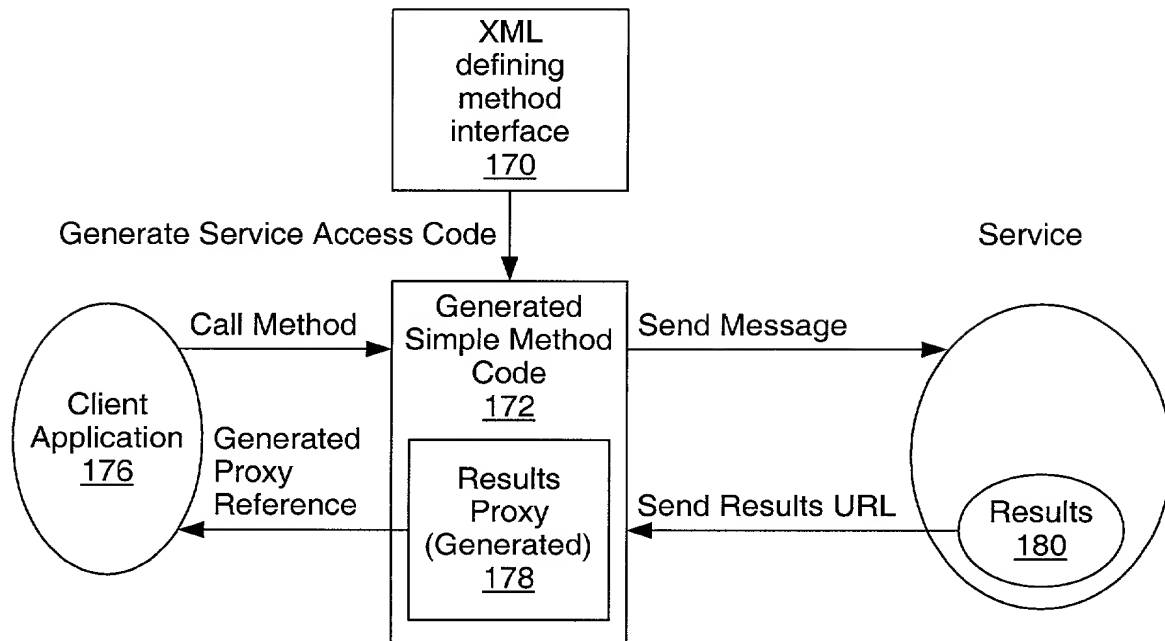 XML
defining
method
interface
170
Generate Service Access Code
Service
Generated
Simple Method
Code
172
Call Method
Send Message
Client
Application
176
Generated
Proxy
Reference
Results
Proxy
(Generated)
178
Send Results URL
Results
180